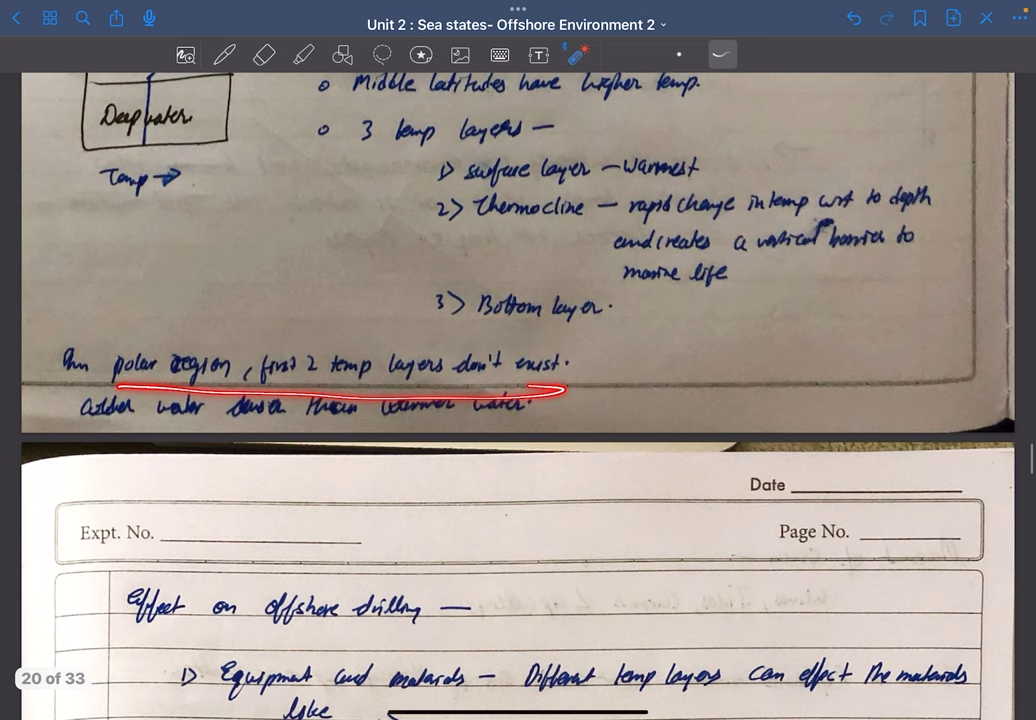 Unit 2 : Sea states- Offshore Environment 2
Middle latitudes have higher temp.
Deep water
3 temp layers —
Temp →
1) surface layer — warmest
2) Thermocline — rapid change in temp wrt to depth
and creates a vertical barrier to
marine life
3) Bottom layer.
In polar region, first 2 temp layers don't exist.
colder water denser than warmer water.
Date
Expt. No.
Page No.
Effect on offshore drilling —
1) Equipment and materials — Different temp layers can effect the materials
like
20 of 33